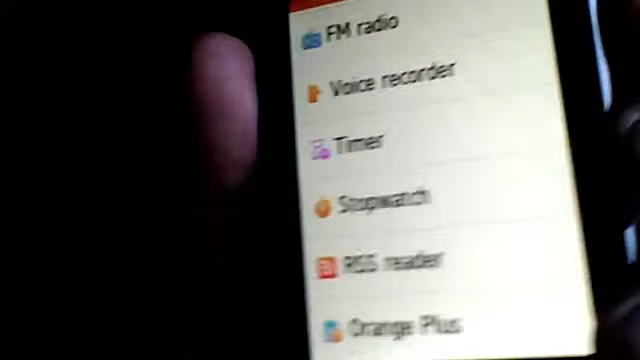 FM radio
Voice recorder
Timer
Stopwatch
RSS reader
Orange Plus